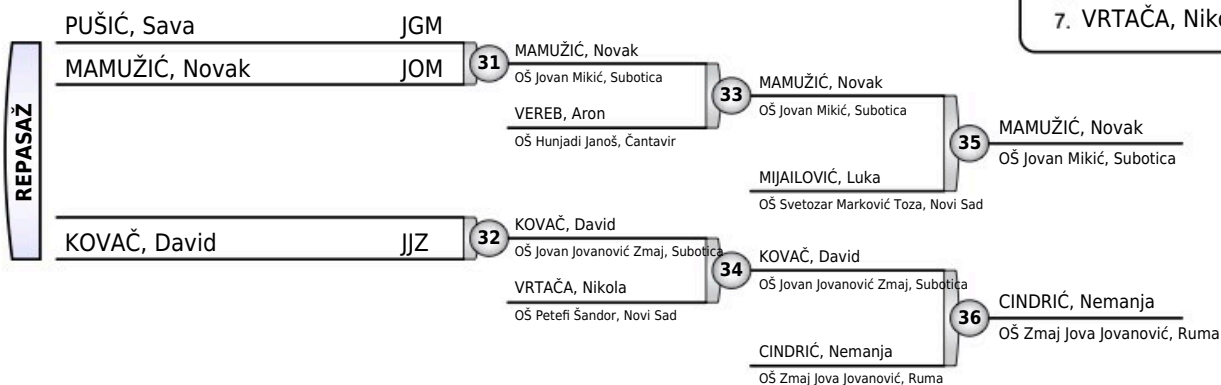 7. VRTAČA, Niko
REPASAŽ
PUŠIĆ, Sava JGM
MAMUŽIĆ, Novak JOM
31
MAMUŽIĆ, Novak
OŠ Jovan Mikić, Subotica
VEREB, Aron
OŠ Hunjadi Janoš, Čantavir
33
MAMUŽIĆ, Novak
OŠ Jovan Mikić, Subotica
MIJAILOVIĆ, Luka
OŠ Svetozar Marković Toza, Novi Sad
35
MAMUŽIĆ, Novak
OŠ Jovan Mikić, Subotica
KOVAČ, David JJZ
32
KOVAČ, David
OŠ Jovan Jovanović Zmaj, Subotica
VRTAČA, Nikola
OŠ Petefi Šandor, Novi Sad
34
KOVAČ, David
OŠ Jovan Jovanović Zmaj, Subotica
CINDRIĆ, Nemanja
OŠ Zmaj Jova Jovanović, Ruma
36
CINDRIĆ, Nemanja
OŠ Zmaj Jova Jovanović, Ruma